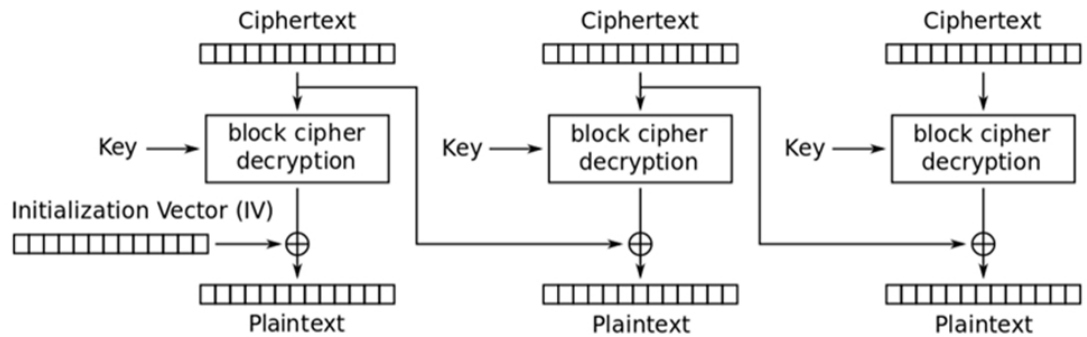 Ciphertext Ciphertext Ciphertext
Key block cipher decryption Key block cipher decryption Key block cipher decryption
Initialization Vector (IV)
Plaintext Plaintext Plaintext